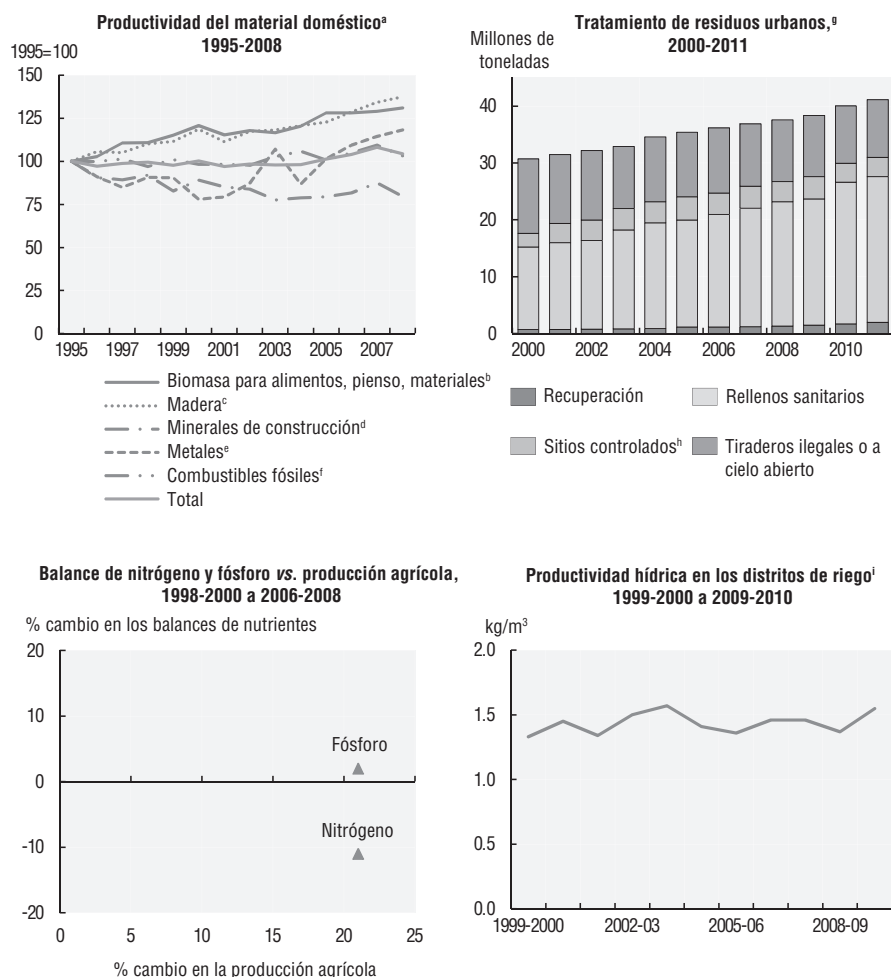 Productividad del material doméstico^a
1995-2008
1995=100
150
125
100
75
50
25
0
1995
1997
1999
2001
2003
2005
2007
Biomasa para alimentos, pienso, materiales^b
Madera^c
Minerales de construcción^d
Metales^e
Combustibles fósiles^f
Total
Tratamiento de residuos urbanos,^g
2000-2011
Millones de
toneladas
40
30
20
10
0
2000
2002
2004
2006
2008
2010
Recuperación
Rellenos sanitarios
Sitios controlados^h
Tiraderos ilegales o a
cielo abierto
Balance de nitrógeno y fósforo vs. producción agrícola,
1998-2000 a 2006-2008
% cambio en los balances de nutrientes
20
10
0
-10
-20
Fósforo
Nitrógeno
0
5
10
15
20
25
0
5
10
15
20
25
% cambio en la producción agrícola
Productividad hídrica en los distritos de riego^i
1999-2000 a 2009-2010
kg/m³
2.0
1.5
1.0
0.5
0.0
1999-2000
2002-03
2005-06
2008-09